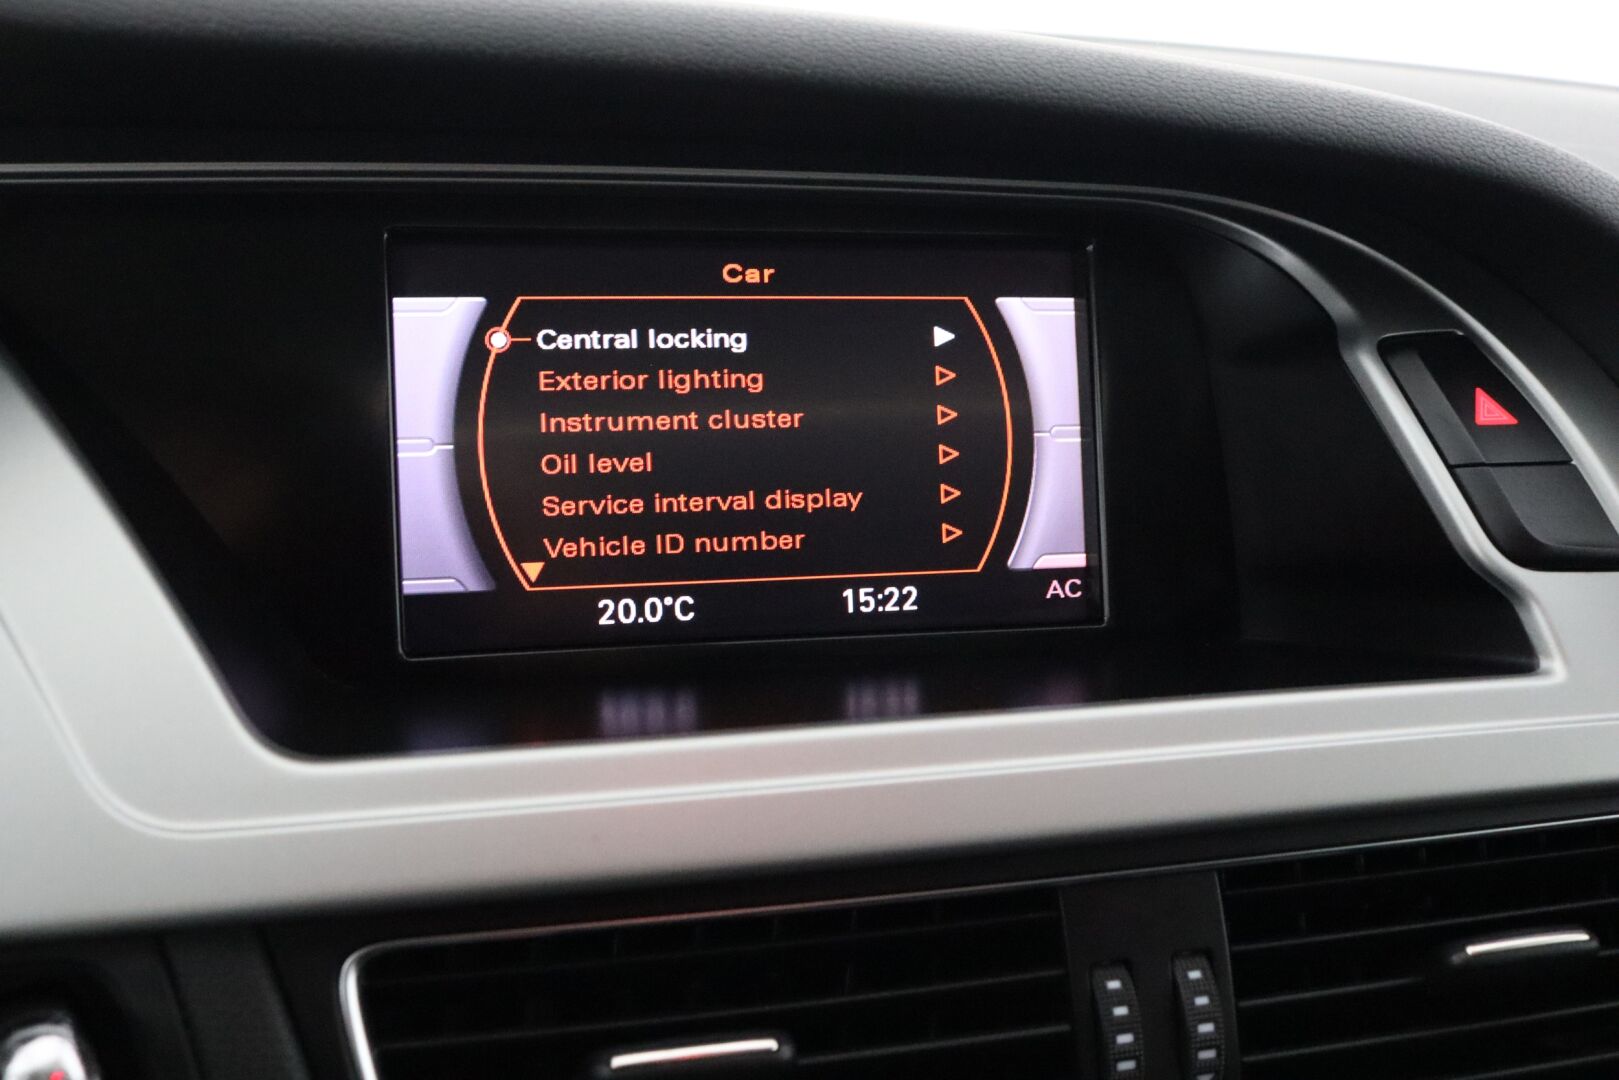 Car
Central locking
Exterior lighting
Instrument cluster
Oil level
Service interval display
Vehicle ID number
20.0°C 15:22 AC